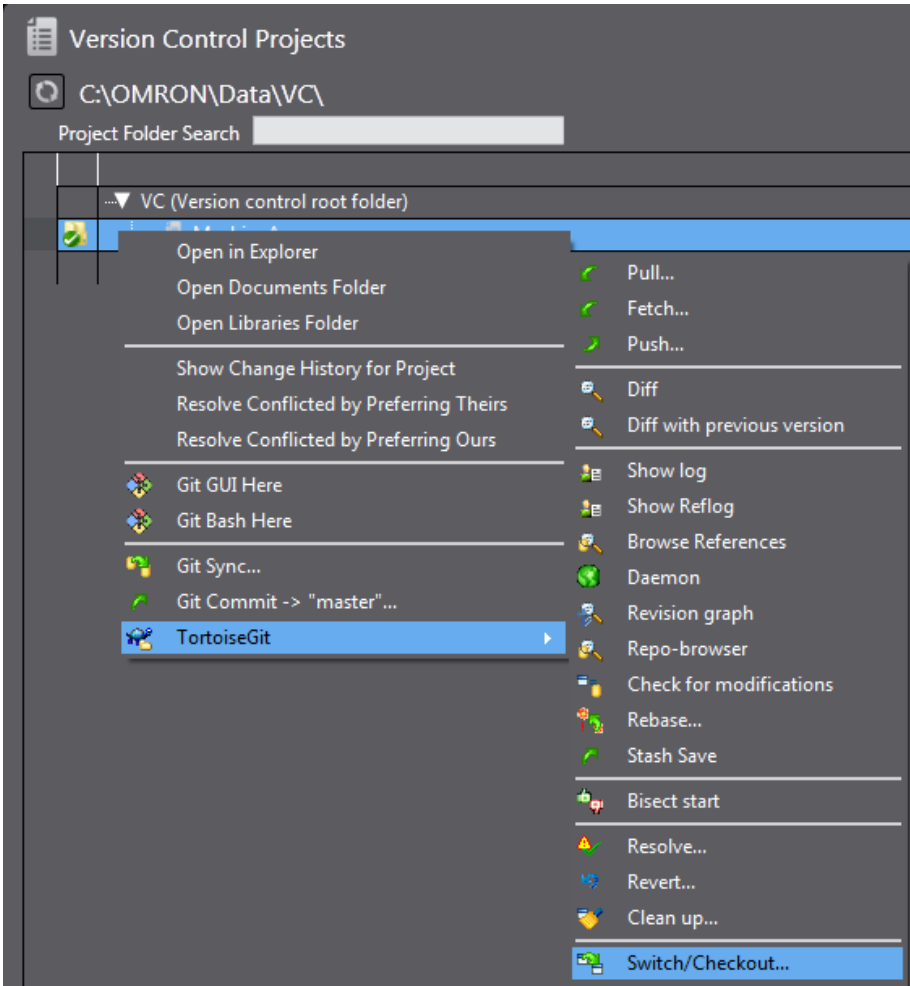 Version Control Projects
C:\OMRON\Data\VC\
Project Folder Search
VC (Version control root folder)
Open in Explorer
Open Documents Folder
Open Libraries Folder
Show Change History for Project
Resolve Conflicted by Preferring Theirs
Resolve Conflicted by Preferring Ours
Git GUI Here
Git Bash Here
Git Sync...
Git Commit -> "master"...
TortoiseGit
Pull...
Fetch...
Push...
Diff
Diff with previous version
Show log
Show Reflog
Browse References
Daemon
Revision graph
Repo-browser
Check for modifications
Rebase...
Stash Save
Bisect start
Resolve...
Revert...
Clean up...
Switch/Checkout...